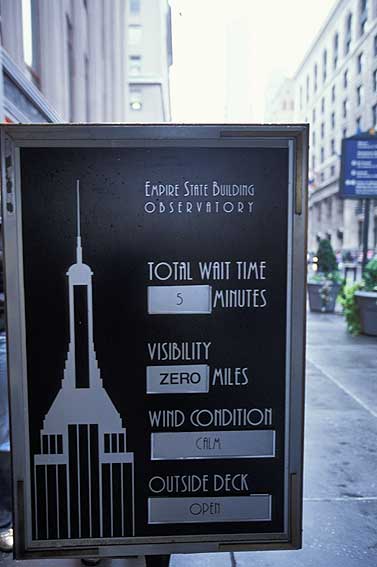 Empire State Building
OBSERVATORY
TOTAL WAIT TIME
5 MINUTES
VISIBILITY
ZERO MILES
WIND CONDITION
CALM
OUTSIDE DECK
OPEN